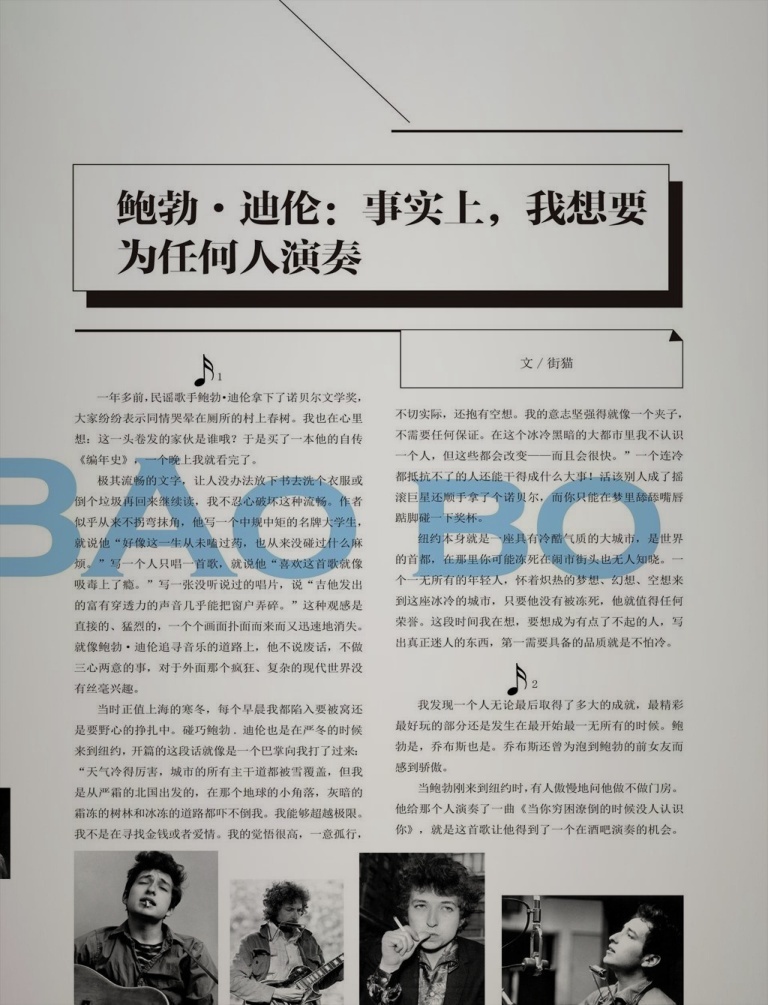 鲍勃·迪伦：事实上，我想要
为任何人演奏
文 / 街猫
1
一年多前，民谣歌手鲍勃·迪伦拿下了诺贝尔文学奖，
大家纷纷表示同情哭晕在厕所的村上春树。我也在心里
想：这一头卷发的家伙是谁哦？于是买了一本他的自传
《编年史》，一个晚上我就看完了。
极其流畅的文字，让人没办法放下书去洗个衣服或
倒个垃圾再回来继续读，我不忍心破坏这种流畅。作者
似乎从来不拐弯抹角，他写一个中规中矩的名牌大学生，
就说他“好像这一生从未嗑过药，也从来没碰过什么麻
烦。”写一个人只唱一首歌，就说他“喜欢这首歌就像
吸毒上了瘾。”写一张没听说过的唱片，说“吉他发出
的富有穿透力的声音几乎能把窗户弄碎。”这种观感是
直接的、猛烈的，一个个画面扑面而来而又迅速地消失。
就像鲍勃·迪伦追寻音乐的道路上，他不说废话，不做
三心两意的事，对于外面那个疯狂、复杂的现代世界没
有丝毫兴趣。
当时正值上海的寒冬，每个早晨我都陷入要被窝还
是要野心的挣扎中。碰巧鲍勃．迪伦也是在严冬的时候
来到纽约，开篇的这段话就像是一个巴掌向我打了过来：
“天气冷得厉害，城市的所有主干道都被雪覆盖，但我
是从严霜的北国出发的，在那个地球的小角落，灰暗的
霜冻的树林和冰冻的道路都吓不倒我。我能够超越极限。
我不是在寻找金钱或者爱情。我的觉悟很高，一意孤行，
不切实际，还抱有空想。我的意志坚强得就像一个夹子，
不需要任何保证。在这个冰冷黑暗的大都市里我不认识
一个人，但这些都会改变——而且会很快。”一个连冷
都抵抗不了的人还能干得成什么大事！活该别人成了摇
滚巨星还顺手拿了个诺贝尔，而你只能在梦里舔舔嘴唇
踮脚碰一下奖杯。
纽约本身就是一座具有冷酷气质的大城市，是世界
的首都，在那里你可能冻死在闹市街头也无人知晓。一
个一无所有的年轻人，怀着炽热的梦想、幻想、空想来
到这座冰冷的城市，只要他没有被冻死，他就值得任何
荣誉。这段时间我在想，要想成为有点了不起的人，写
出真正迷人的东西，第一需要具备的品质就是不怕冷。
2
我发现一个人无论最后取得了多大的成就，最精彩
最好玩的部分还是发生在最开始最一无所有的时候。鲍
勃是，乔布斯也是。乔布斯还曾为泡到鲍勃的前女友而
感到骄傲。
当鲍勃刚来到纽约时，有人傲慢地问他做不做门房。
他给那个人演奏了一曲《当你穷困潦倒的时候没人认识
你》，就是这首歌让他得到了一个在酒吧演奏的机会。
BAO BO